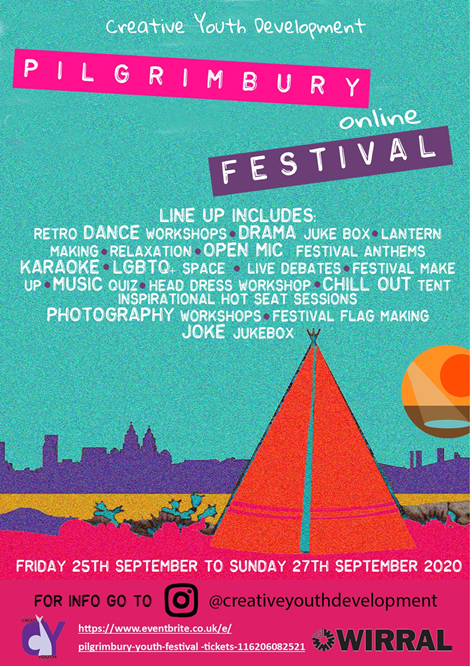 Creative Youth Development
PILGRIMBURY
online
FESTIVAL
LINE UP INCLUDES:
RETRO DANCE WORKSHOPS•DRAMA JUKE BOX•LANTERN
MAKING•RELAXATION•OPEN MIC FESTIVAL ANTHEMS
KARAOKE•LGBTQ+ SPACE • LIVE DEBATES•FESTIVAL MAKE
UP•MUSIC QUIZ•HEAD DRESS WORKSHOP•CHILL OUT TENT
INSPIRATIONAL HOT SEAT SESSIONS
PHOTOGRAPHY WORKSHOPS•FESTIVAL FLAG MAKING
JOKE JUKEBOX
FRIDAY 25TH SEPTEMBER TO SUNDAY 27TH SEPTEMBER 2020
FOR INFO GO TO @creativeyouthdevelopment
https://www.eventbrite.co.uk/e/
pilgrimbury-youth-festival -tickets-116206082521
WIRRAL